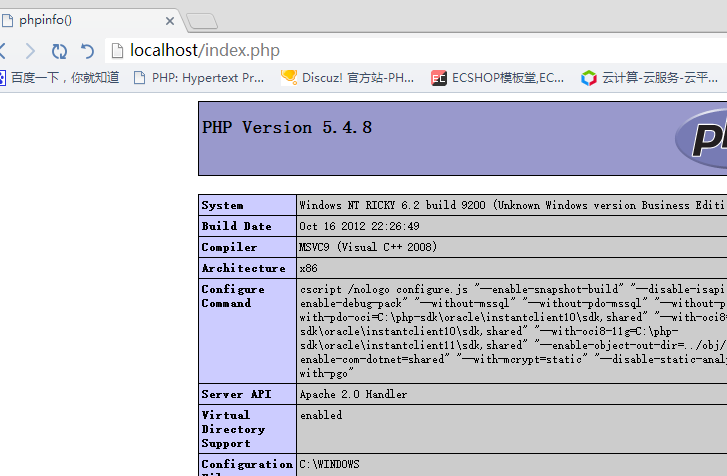 phpinfo()
localhost/index.php
百度一下，你就知道 PHP: Hypertext Pr... Discuz! 官方站-PH... ECSHOP模板堂,EC... 云计算-云服务-云平...
PHP Version 5.4.8
System Windows NT RICKY 6.2 build 9200 (Unknown Windows version Business Editi
Build Date Oct 16 2012 22:26:49
Compiler MSVC9 (Visual C++ 2008)
Architecture x86
Configure Command cscript /nologo configure.js "--enable-snapshot-build" "--disable-isapi
enable-debug-pack" "--without-mssql" "--without-pdo-mssql" "--without-p
with-pdo-oci=C:\php-sdk\oracle\instantclient10\sdk,shared" "--with-oci8=
sdk\oracle\instantclient10\sdk,shared" "--with-oci8-11g=C:\php-
sdk\oracle\instantclient11\sdk,shared" "--enable-object-out-dir=../obj/
enable-com-dotnet=shared" "--with-mcrypt=static" "--disable-static-analy
with-pgo"
Server API Apache 2.0 Handler
Virtual Directory Support enabled
Configuration C:\WINDOWS